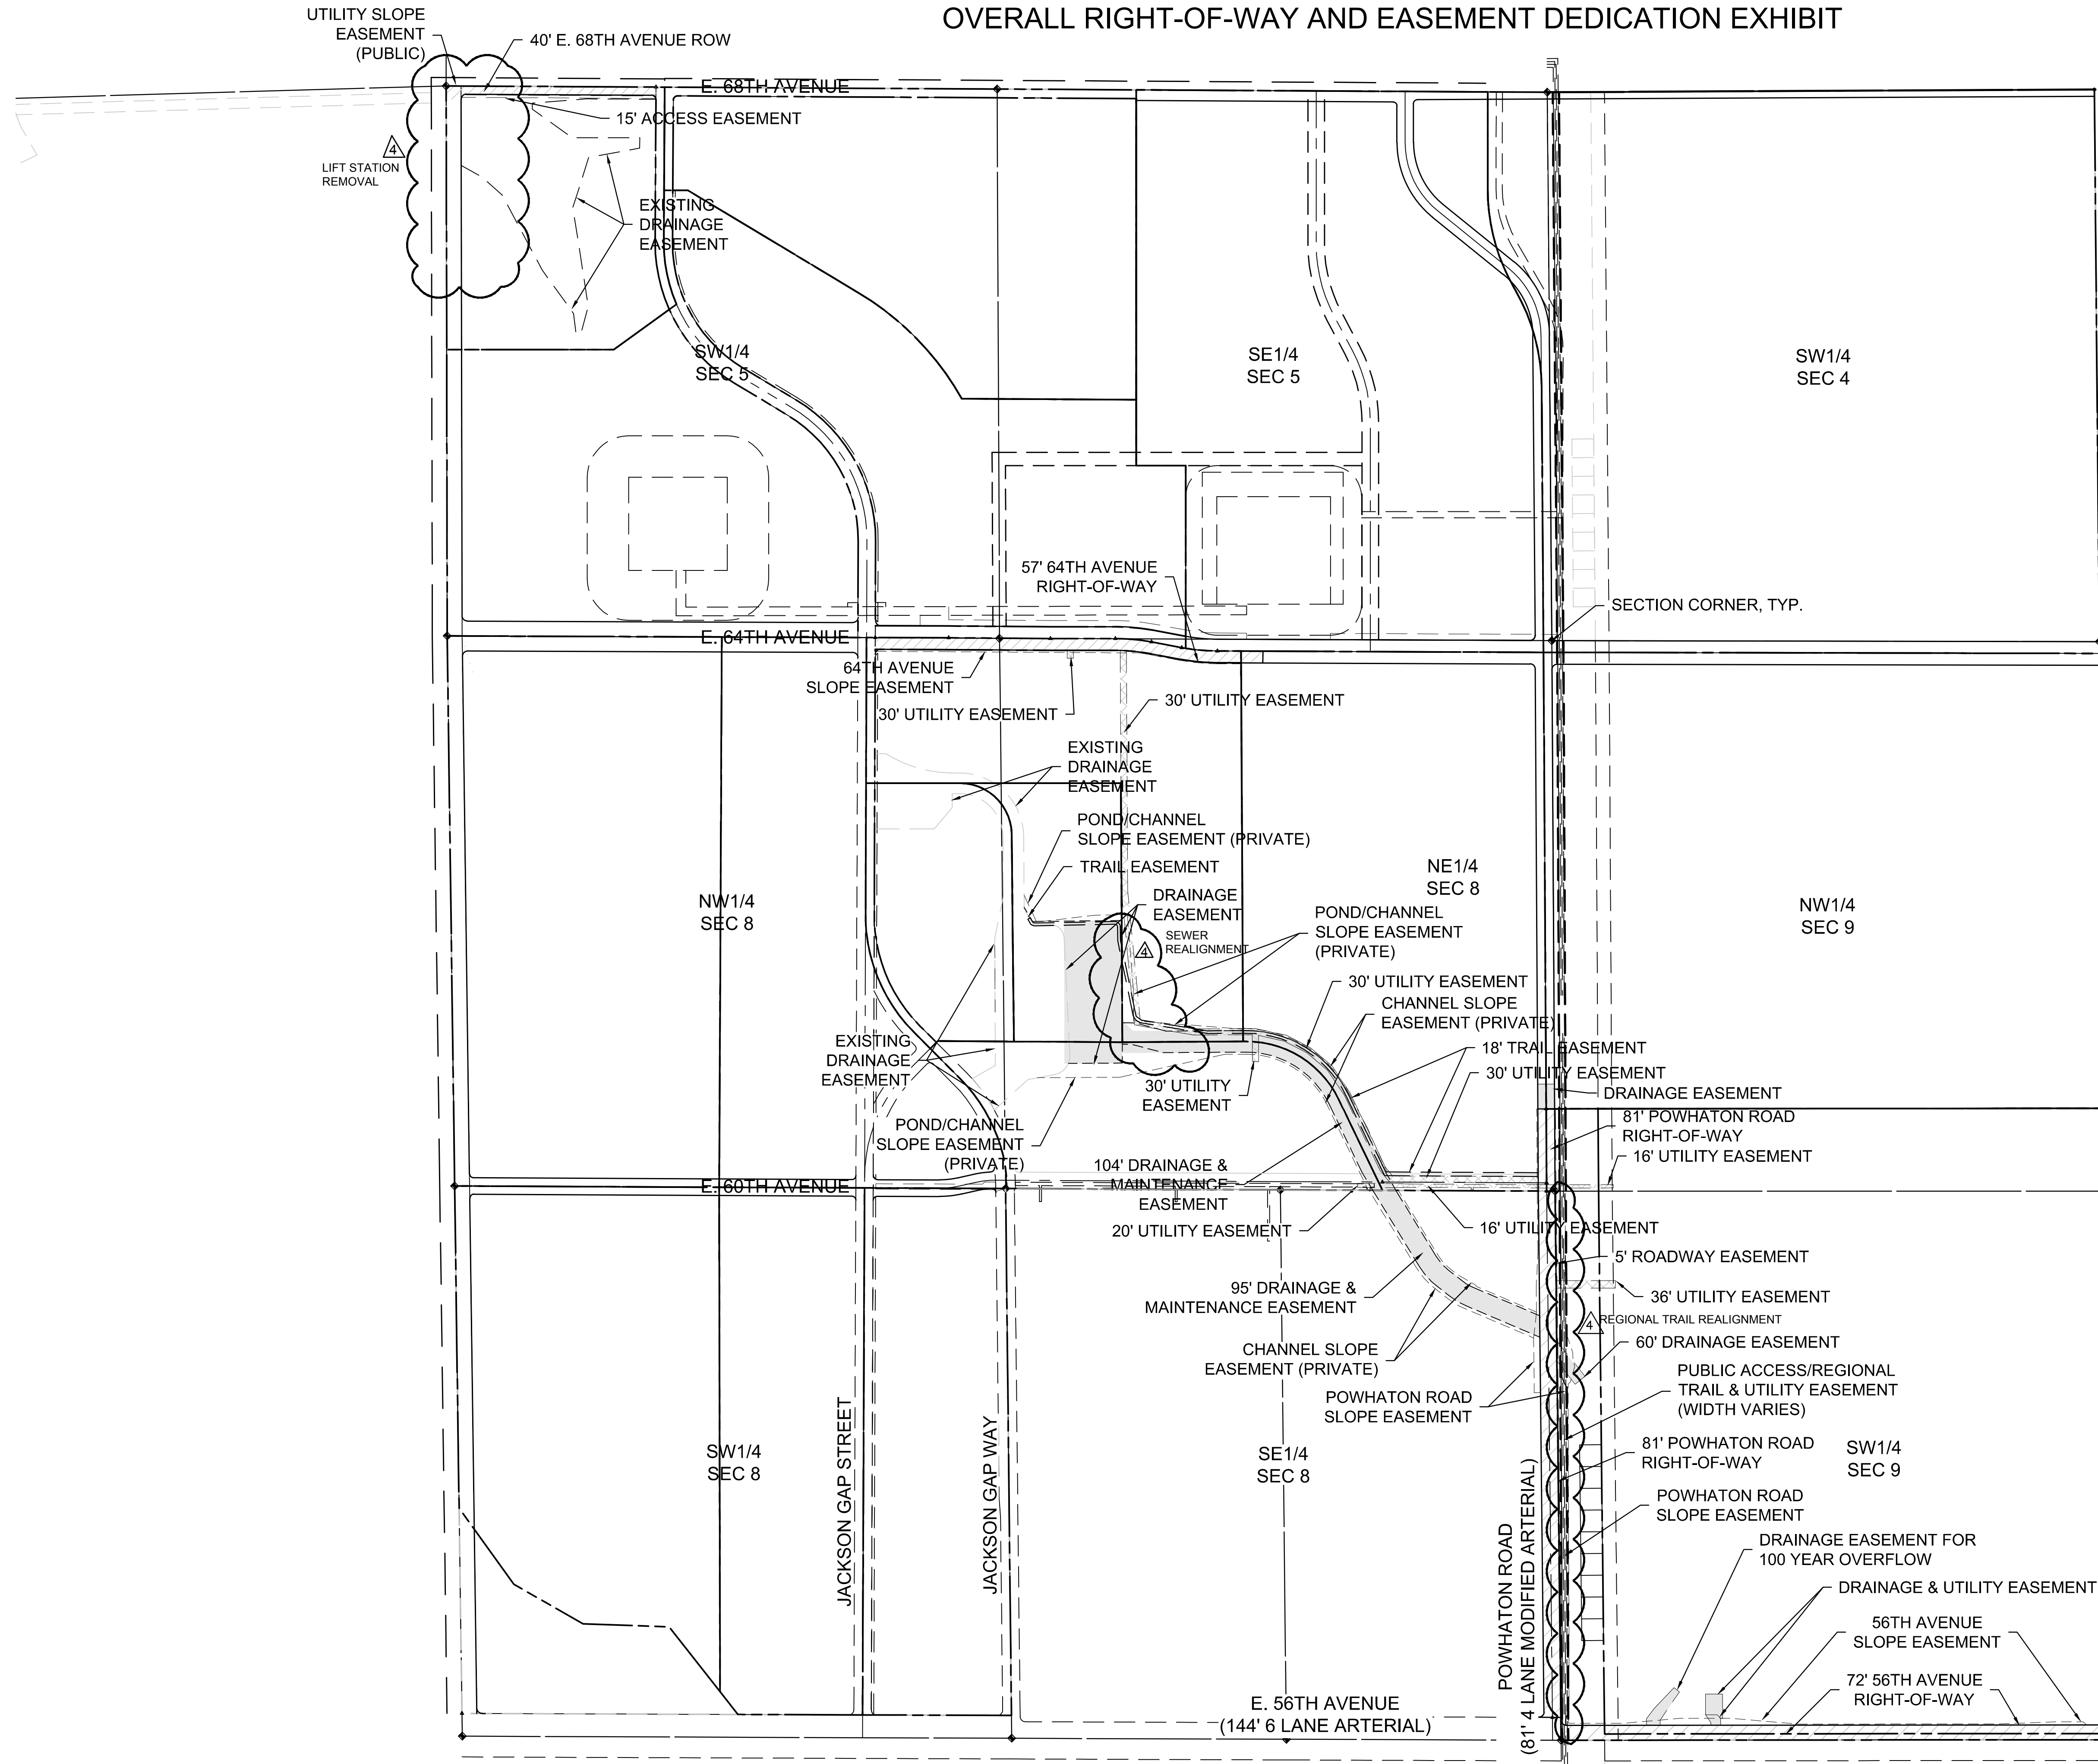 OVERALL RIGHT-OF-WAY AND EASEMENT DEDICATION EXHIBIT
UTILITY SLOPE
EASEMENT
(PUBLIC)
40' E. 68TH AVENUE ROW
E. 68TH AVENUE
15' ACCESS EASEMENT
4
LIFT STATION
REMOVAL
EXISTING
DRAINAGE
EASEMENT
SW1/4
SEC 5
SE1/4
SEC 5
SW1/4
SEC 4
57' 64TH AVENUE
RIGHT-OF-WAY
SECTION CORNER, TYP.
E. 64TH AVENUE
64TH AVENUE
SLOPE EASEMENT
30' UTILITY EASEMENT
30' UTILITY EASEMENT
EXISTING
DRAINAGE
EASEMENT
POND/CHANNEL
SLOPE EASEMENT (PRIVATE)
TRAIL EASEMENT
NE1/4
SEC 8
DRAINAGE
EASEMENT
NW1/4
SEC 8
NW1/4
SEC 9
POND/CHANNEL
SLOPE EASEMENT
(PRIVATE)
4
SEWER
REALIGNMENT
30' UTILITY EASEMENT
CHANNEL SLOPE
EASEMENT (PRIVATE)
EXISTING
DRAINAGE
EASEMENT
18' TRAIL EASEMENT
30' UTILITY EASEMENT
30' UTILITY
EASEMENT
DRAINAGE EASEMENT
81' POWHATON ROAD
RIGHT-OF-WAY
POND/CHANNEL
SLOPE EASEMENT
(PRIVATE)
16' UTILITY EASEMENT
104' DRAINAGE &
MAINTENANCE
EASEMENT
E. 60TH AVENUE
20' UTILITY EASEMENT
16' UTILITY EASEMENT
5' ROADWAY EASEMENT
95' DRAINAGE &
MAINTENANCE EASEMENT
36' UTILITY EASEMENT
4
REGIONAL TRAIL REALIGNMENT
60' DRAINAGE EASEMENT
CHANNEL SLOPE
EASEMENT (PRIVATE)
PUBLIC ACCESS/REGIONAL
TRAIL & UTILITY EASEMENT
(WIDTH VARIES)
POWHATON ROAD
SLOPE EASEMENT
81' POWHATON ROAD
RIGHT-OF-WAY
SW1/4
SEC 9
SW1/4
SEC 8
JACKSON GAP STREET
JACKSON GAP WAY
SE1/4
SEC 8
POWHATON ROAD
SLOPE EASEMENT
POWHATON ROAD
(81' 4 LANE MODIFIED ARTERIAL)
DRAINAGE EASEMENT FOR
100 YEAR OVERFLOW
DRAINAGE & UTILITY EASEMENT
56TH AVENUE
SLOPE EASEMENT
72' 56TH AVENUE
RIGHT-OF-WAY
E. 56TH AVENUE
(144' 6 LANE ARTERIAL)